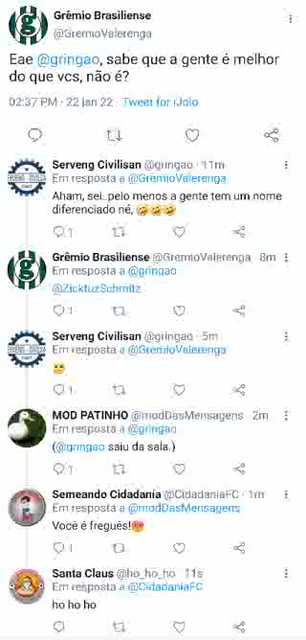 Grêmio Brasiliense
@GremioValerenga
Eae @gringao, sabe que a gente é melhor
do que vcs, não é?
02:37 PM · 22 jan 22 Tweet for iJolo
Serveng Civilisan @gringao · 11m
Em resposta a @GremioValerenga
Aham, sei. pelo menos a gente tem um nome
diferenciado né, 🤣🤣🤣
1
Grêmio Brasiliense @GremioValerenga 8m
Em resposta a @gringao
@ZicktuzSchmitz
1
Serveng Civilisan @gringao · 5m
Em resposta a @GremioValerenga
1
MOD PATINHO @modDasMensagens 2m
Em resposta a @gringao
(@gringao saiu da sala.)
1
Semeando Cidadania @CidadaniaFC · 1m
Em resposta a @modDasMensagens
Você é freguês!😡
1
Santa Claus @ho_ho_ho 11s
Em resposta a @CidadaniaFC
ho ho ho